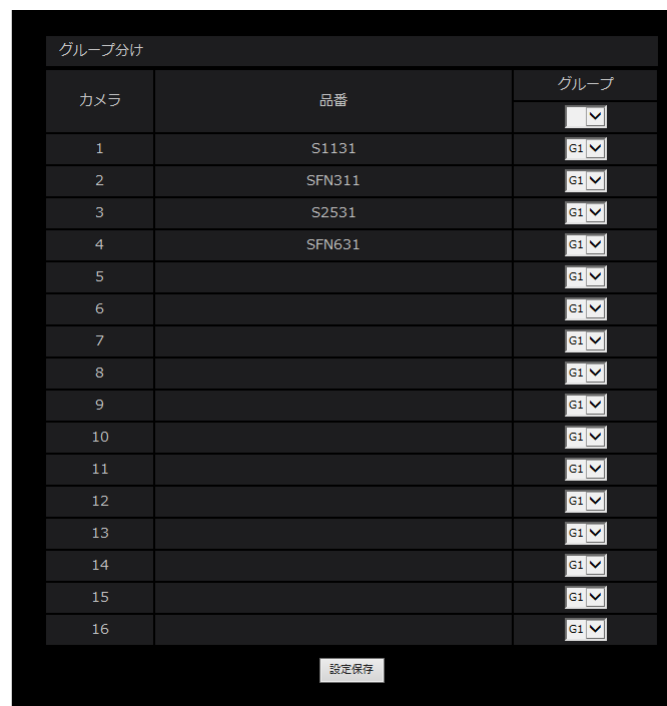 グループ分け
カメラ 品番 グループ
1 S1131 G1
2 SFN311 G1
3 S2531 G1
4 SFN631 G1
5 G1
6 G1
7 G1
8 G1
9 G1
10 G1
11 G1
12 G1
13 G1
14 G1
15 G1
16 G1
設定保存